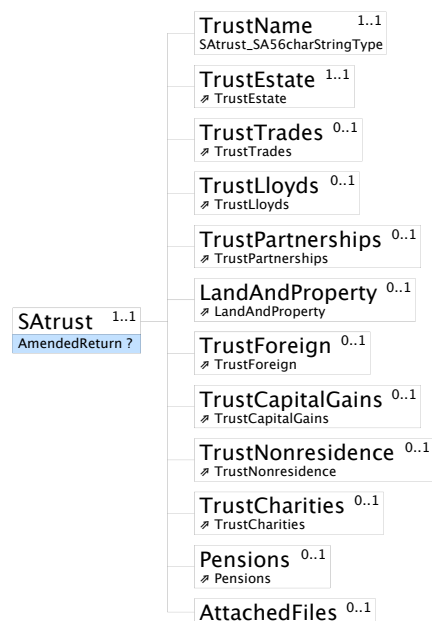 TrustName 1..1
SAtrust_SA56charStringType
TrustEstate 1..1
⇗ TrustEstate
TrustTrades 0..1
⇗ TrustTrades
TrustLloyds 0..1
⇗ TrustLloyds
TrustPartnerships 0..1
⇗ TrustPartnerships
LandAndProperty 0..1
⇗ LandAndProperty
SAtrust 1..1
AmendedReturn ?
TrustForeign 0..1
⇗ TrustForeign
TrustCapitalGains 0..1
⇗ TrustCapitalGains
TrustNonresidence 0..1
⇗ TrustNonresidence
TrustCharities 0..1
⇗ TrustCharities
Pensions 0..1
⇗ Pensions
AttachedFiles 0..1